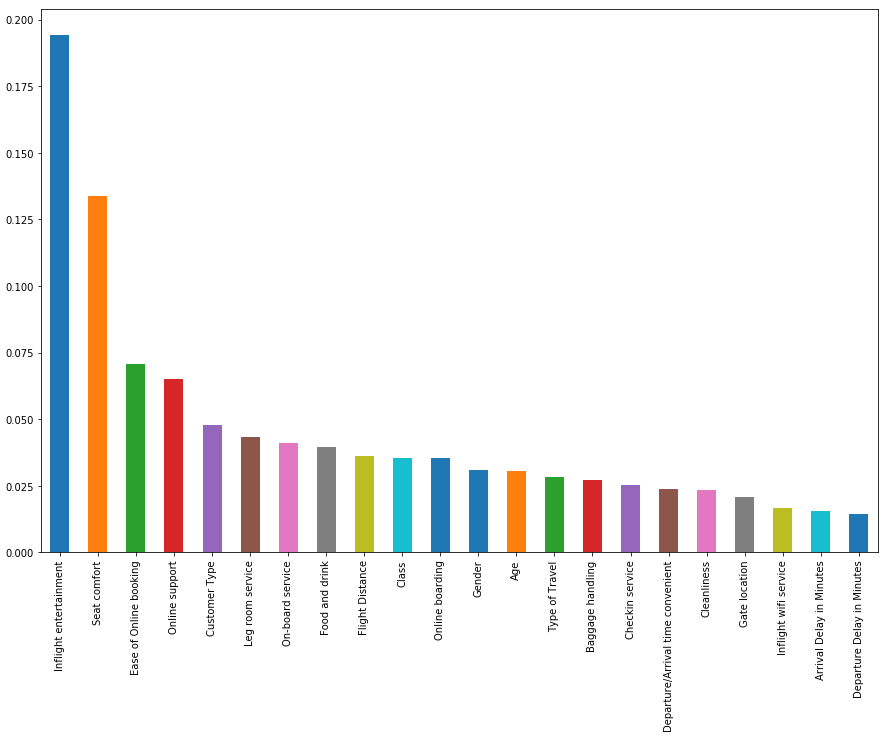 0.200
0.175
0.150
0.125
0.100
0.075
0.050
0.025
0.000
Inflight entertainment
Seat comfort
Ease of Online booking
Online support
Customer Type
Leg room service
On-board service
Food and drink
Flight Distance
Class
Online boarding
Gender
Age
Type of Travel
Baggage handling
Checkin service
Departure/Arrival time convenient
Cleanliness
Gate location
Inflight wifi service
Arrival Delay in Minutes
Departure Delay in Minutes